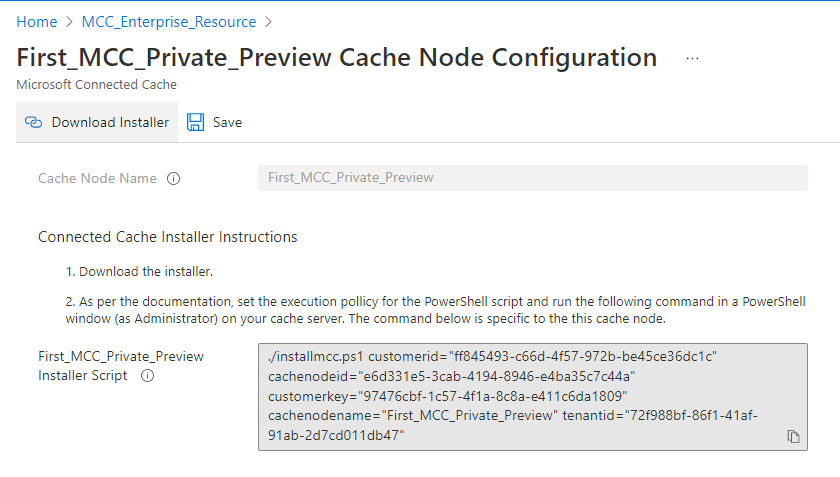 Home > MCC_Enterprise_Resource >
First_MCC_Private_Preview Cache Node Configuration ...
Microsoft Connected Cache
Download Installer Save
Cache Node Name First_MCC_Private_Preview
Connected Cache Installer Instructions
1. Download the installer.
2. As per the documentation, set the execution pollicy for the PowerShell script and run the following command in a PowerShell
window (as Administrator) on your cache server. The command below is specific to the this cache node.
First_MCC_Private_Preview
Installer Script
./installmcc.ps1 customerid="ff845493-c66d-4f57-972b-be45ce36dc1c"
cachenodeid="e6d331e5-3cab-4194-8946-e4ba35c7c44a"
customerkey="97476cbf-1c57-4f1a-8c8a-e411c6da1809"
cachenodename="First_MCC_Private_Preview" tenantid="72f988bf-86f1-41af-
91ab-2d7cd011db47"